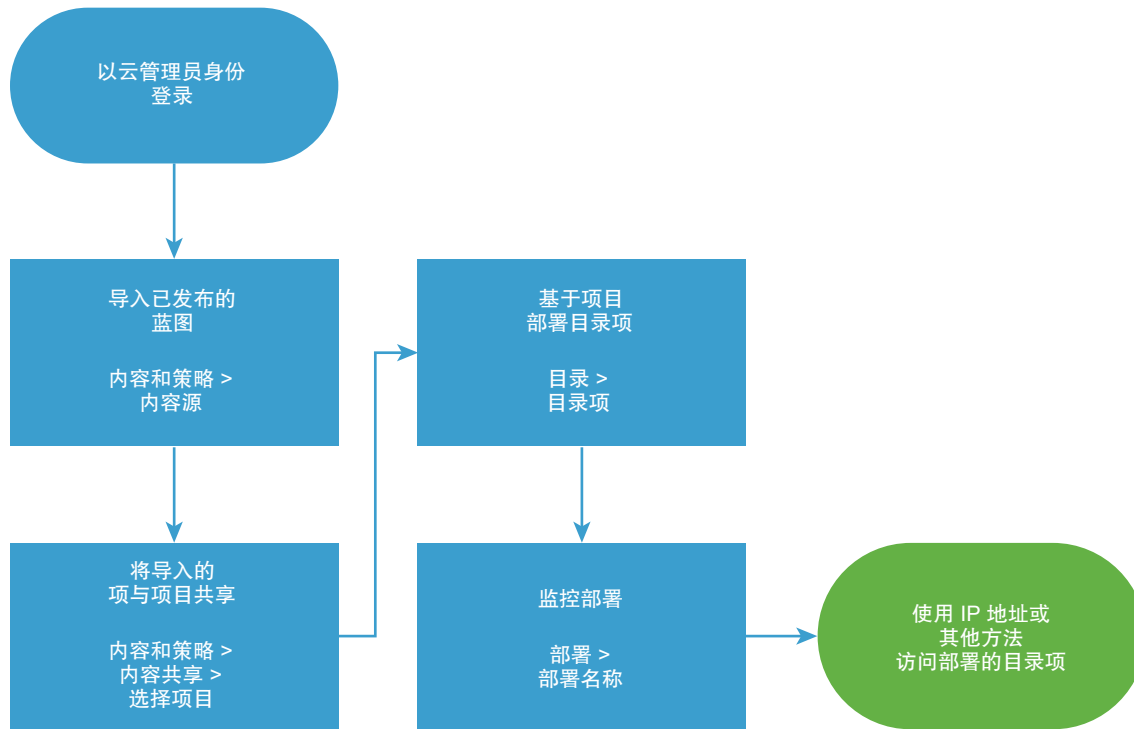 以云管理员身份
登录
导入已发布的
蓝图
内容和策略 >
内容源
将导入的
项与项目共享
内容和策略 >
内容共享 >
选择项目
基于项目
部署目录项
目录 >
目录项
监控部署
部署 >
部署名称
使用 IP 地址或
其他方法
访问部署的目录项